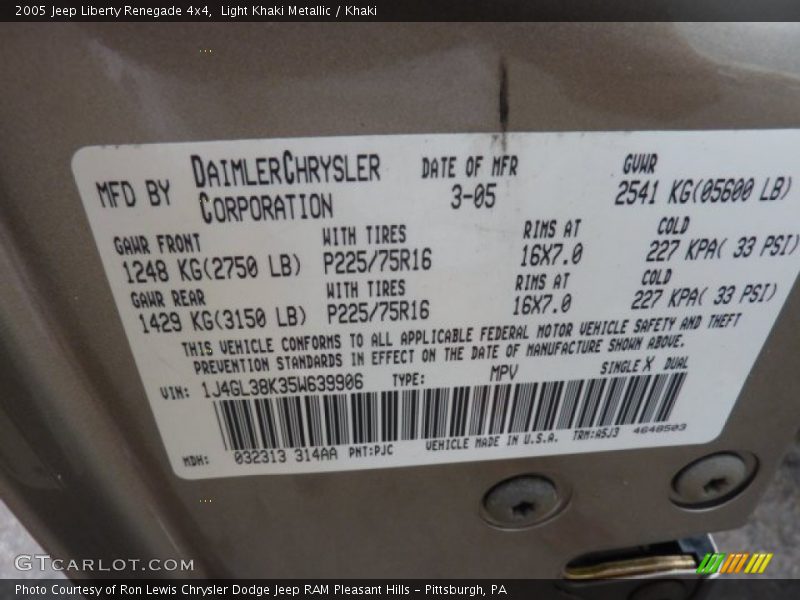 2005 Jeep Liberty Renegade 4x4,  Light Khaki Metallic / Khaki
MFD BY DAIMLERCHRYSLER CORPORATION DATE OF MFR 3-05 GVWR 2541 KG(05600 LB)
GAWR FRONT WITH TIRES RIMS AT COLD
1248 KG(2750 LB) P225/75R16 16X7.0 227 KPA( 33 PSI)
GAWR REAR WITH TIRES RIMS AT COLD
1429 KG(3150 LB) P225/75R16 16X7.0 227 KPA( 33 PSI)
THIS VEHICLE CONFORMS TO ALL APPLICABLE FEDERAL MOTOR VEHICLE SAFETY AND THEFT
PREVENTION STANDARDS IN EFFECT ON THE DATE OF MANUFACTURE SHOWN ABOVE.
VIN: 1J4GL38K35W639906 TYPE: MPV SINGLE X DUAL
MDH: 032313 314AA PNT:PJC VEHICLE MADE IN U.S.A. TRM:A5J3 4648503
GTCARLOT.COM
Photo Courtesy of Ron Lewis Chrysler Dodge Jeep RAM Pleasant Hills - Pittsburgh, PA